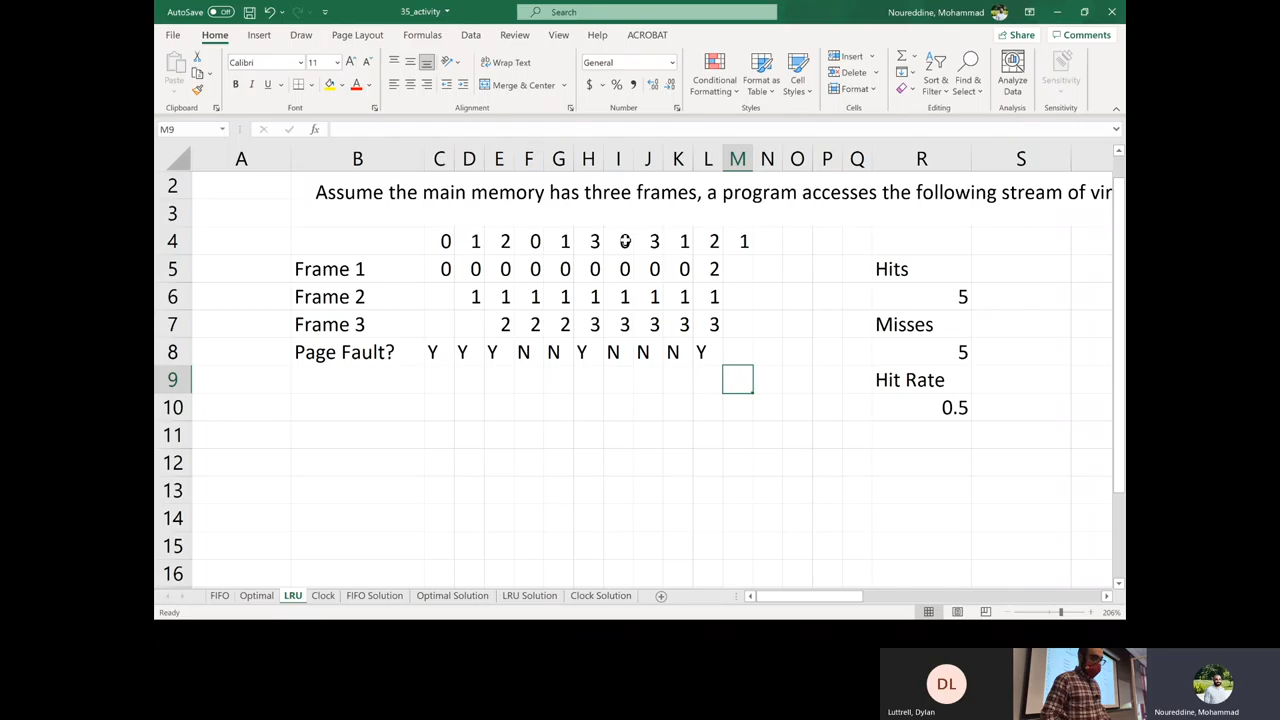 AutoSave Off 35_activity Search Noureddine, Mohammad
File Home Insert Draw Page Layout Formulas Data Review View Help ACROBAT Share Comments
Paste Calibri 11 A A Wrap Text General Conditional Formatting Format as Table Cell Styles Insert Delete Format Sort & Filter Find & Select Analyze Data Sensitivity
B I U A Merge & Center $ % ,
Clipboard Font Alignment Number Styles Cells Editing Analysis Sensitivity
M9 fx
A B C D E F G H I J K L M N O P Q R S
2 Assume the main memory has three frames, a program accesses the following stream of vir
3
4 0 1 2 0 1 3 0 3 1 2 1
5 Frame 1 0 0 0 0 0 0 0 0 0 2 Hits
6 Frame 2 1 1 1 1 1 1 1 1 1 5
7 Frame 3 2 2 2 3 3 3 3 3 Misses
8 Page Fault? Y Y Y N N Y N N N Y 5
9 Hit Rate
10 0.5
11
12
13
14
15
16
FIFO Optimal LRU Clock FIFO Solution Optimal Solution LRU Solution Clock Solution
Ready 206%
DL
Luttrell, Dylan Noureddine, Mohammad